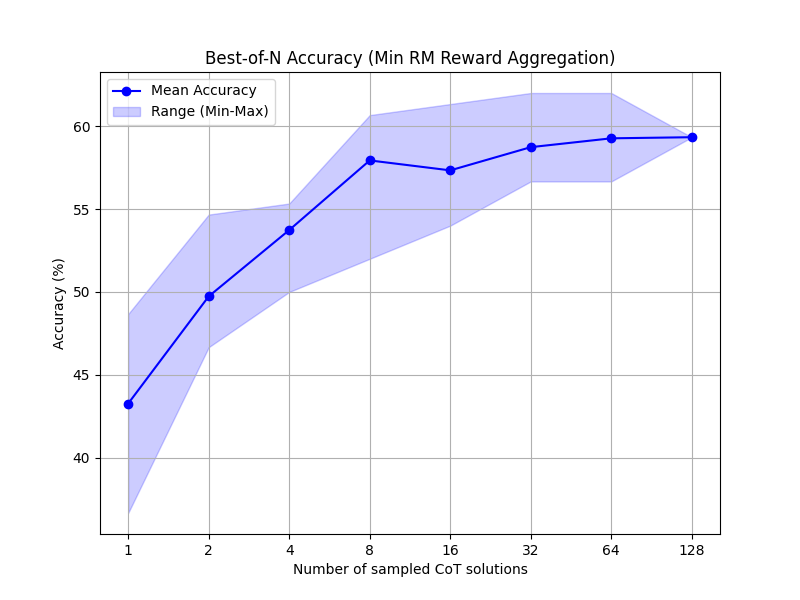 Best-of-N Accuracy (Min RM Reward Aggregation)
Mean Accuracy
Range (Min-Max)
Accuracy (%)
60
55
50
45
40
1 2 4 8 16 32 64 128
Number of sampled CoT solutions